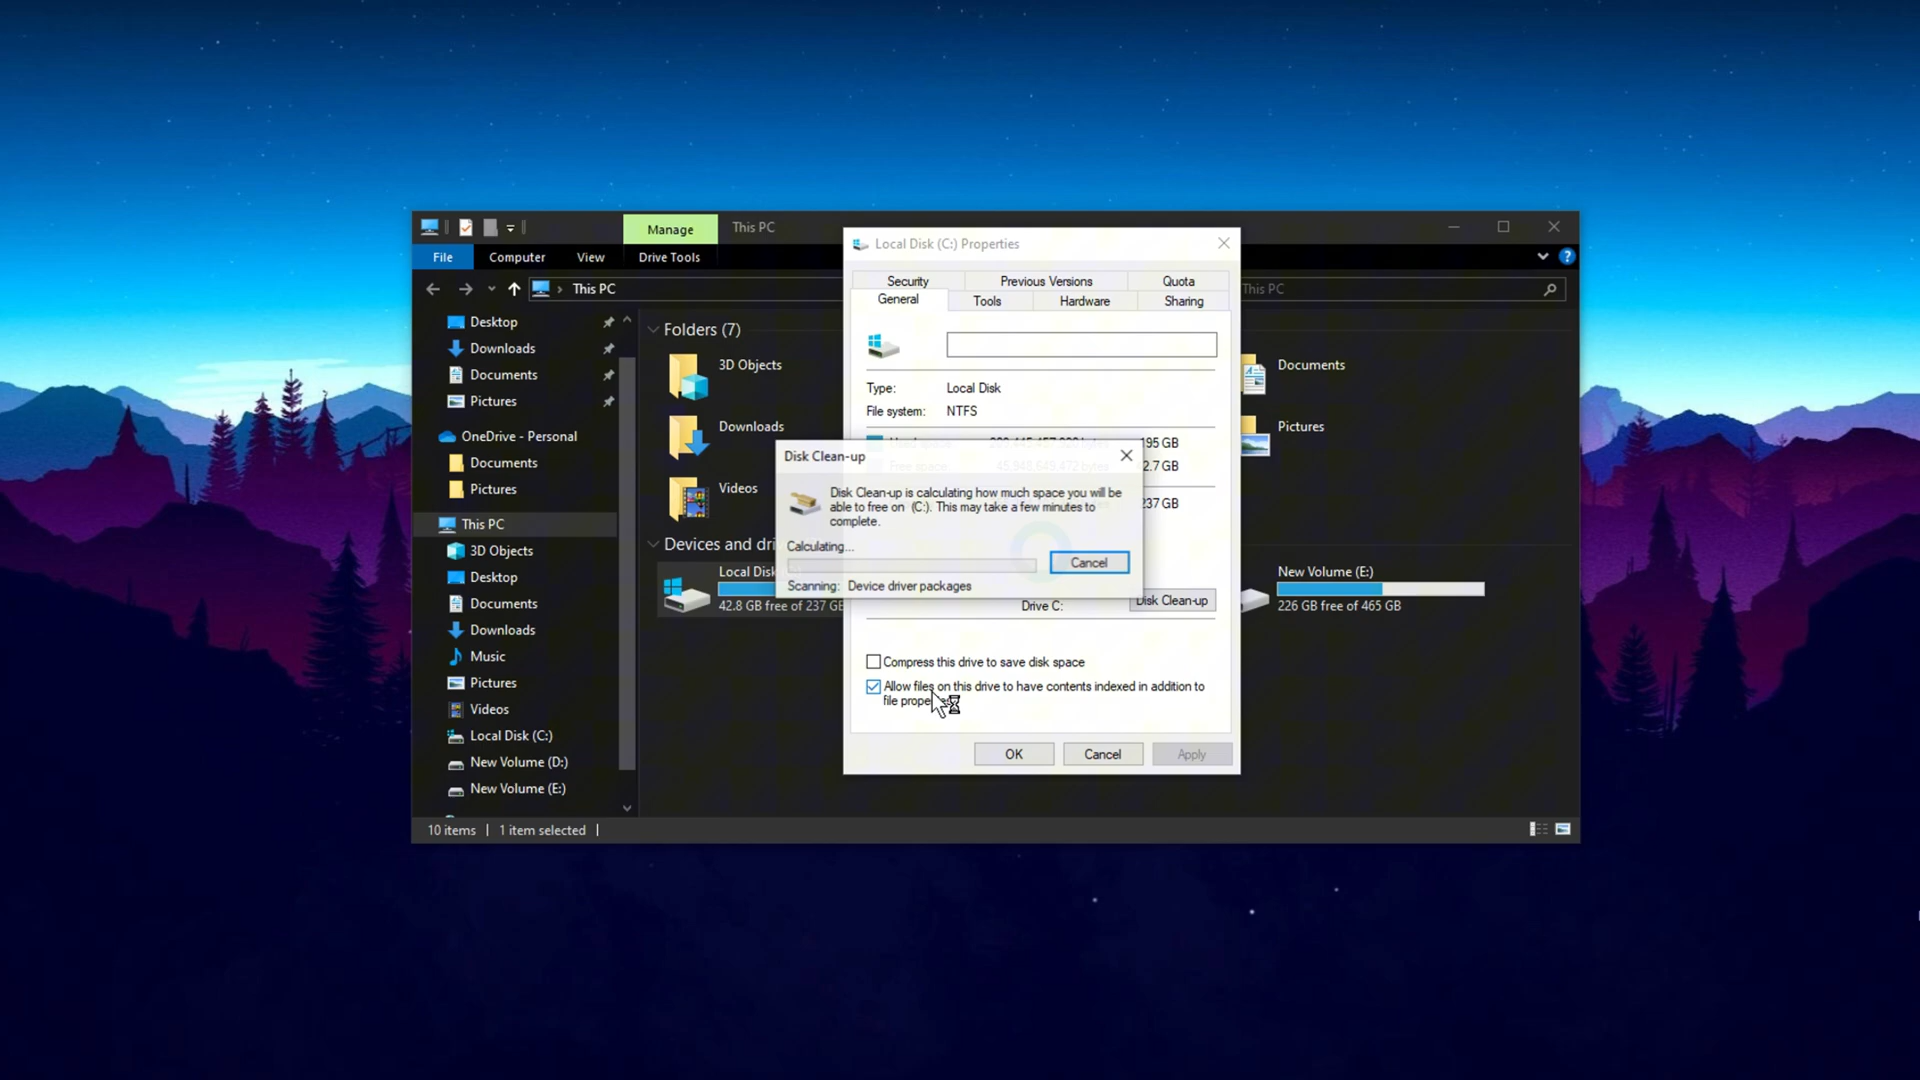 Manage
This PC
File
Computer
View
Drive Tools
This PC
This PC
Desktop
Downloads
Documents
Pictures
OneDrive - Personal
Documents
Pictures
This PC
3D Objects
Desktop
Documents
Downloads
Music
Pictures
Videos
Local Disk (C:)
New Volume (D:)
New Volume (E:)
Folders (7)
3D Objects
Downloads
Videos
Documents
Pictures
Devices and dri
Local Disk
42.8 GB free of 237 GB
New Volume (E:)
226 GB free of 465 GB
10 items
1 item selected
Local Disk (C:) Properties
Security
Previous Versions
Quota
General
Tools
Hardware
Sharing
Type:
Local Disk
File system:
NTFS
195 GB
Free space:
2.7 GB
237 GB
Drive C:
Disk Clean-up
Compress this drive to save disk space
Allow files on this drive to have contents indexed in addition to
file prope
OK
Cancel
Apply
Disk Clean-up
Disk Clean-up is calculating how much space you will be
able to free on (C:). This may take a few minutes to
complete.
Calculating...
Cancel
Scanning:
Device driver packages